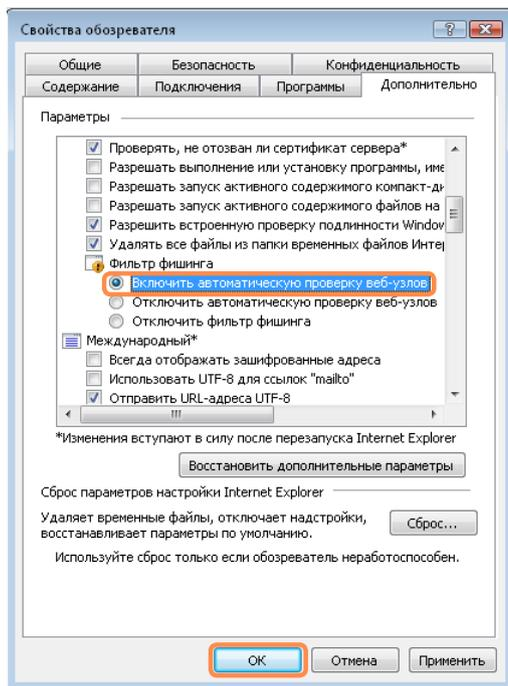 Свойства обозревателя
Общие Безопасность Конфиденциальность
Содержание Подключения Программы Дополнительно
Параметры
Проверять, не отозван ли сертификат сервера*
Разрешать выполнение или установку программы, име
Разрешать запуск активного содержимого компакт-ди
Разрешать запуск активного содержимого файлов на
Разрешить встроенную проверку подлинности Window
Удалять все файлы из папки временных файлов Интер
Фильтр фишинга
Включить автоматическую проверку веб-узлов
Отключить автоматическую проверку веб-узлов
Отключить фильтр фишинга
Международный*
Всегда отображать зашифрованные адреса
Использовать UTF-8 для ссылок "mailto"
Отправить URL-адреса UTF-8
*Изменения вступают в силу после перезапуска Internet Explorer
Восстановить дополнительные параметры
Сброс параметров настройки Internet Explorer
Удаляет временные файлы, отключает надстройки,
восстанавливает параметры по умолчанию.
Сброс...
Используйте сброс только если обозреватель неработоспособен.
OK Отмена Применить